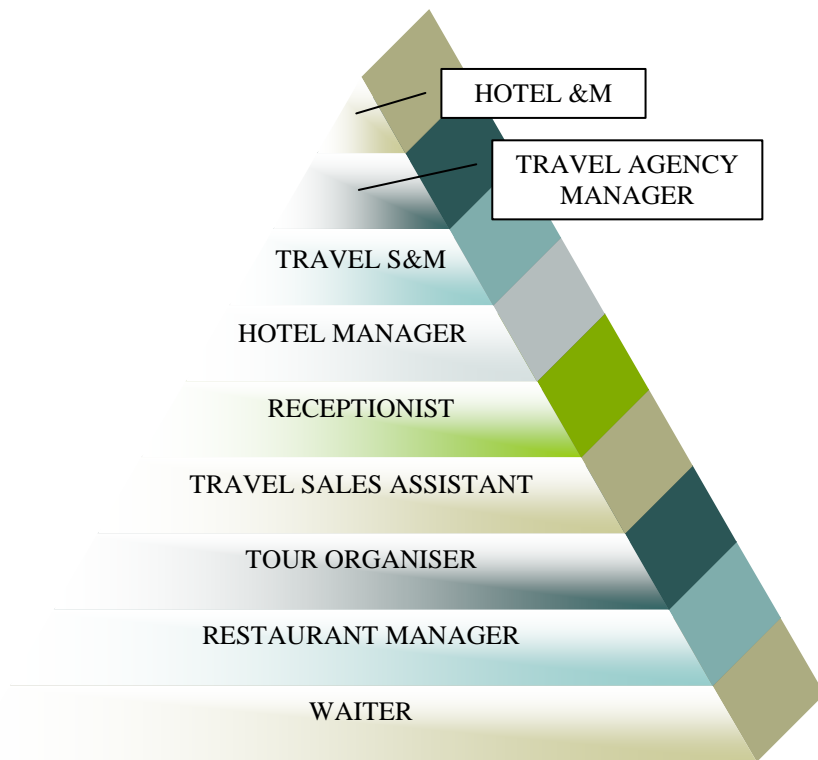 HOTEL &M
TRAVEL AGENCY
MANAGER
TRAVEL S&M
HOTEL MANAGER
RECEPTIONIST
TRAVEL SALES ASSISTANT
TOUR ORGANISER
RESTAURANT MANAGER
WAITER